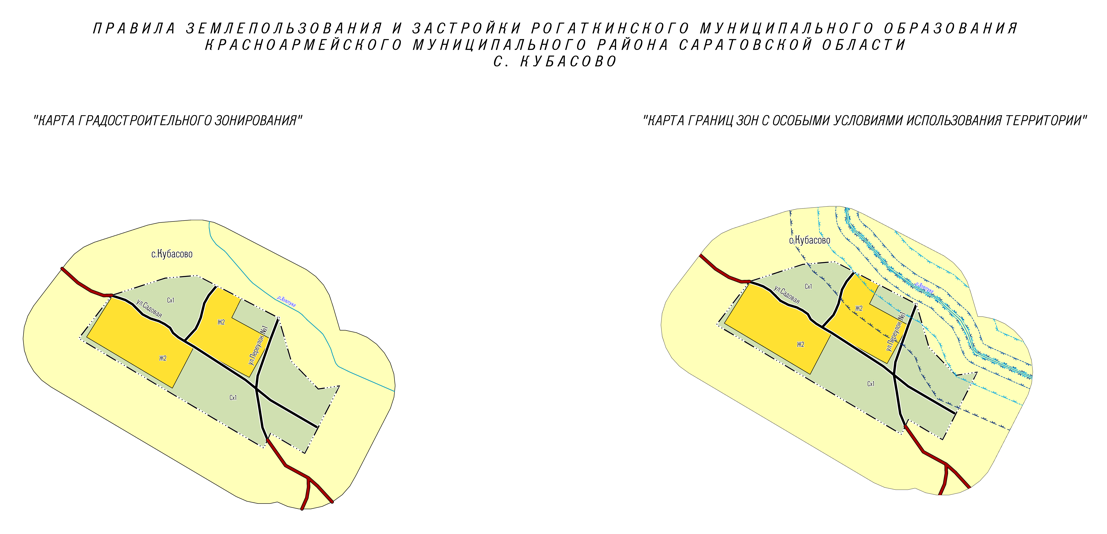 ПРАВИЛА ЗЕМЛЕПОЛЬЗОВАНИЯ И ЗАСТРОЙКИ РОГАТКИНСКОГО МУНИЦИПАЛЬНОГО ОБРАЗОВАНИЯ
КРАСНОАРМЕЙСКОГО МУНИЦИПАЛЬНОГО РАЙОНА САРАТОВСКОЙ ОБЛАСТИ
С. КУБАСОВО
"КАРТА ГРАДОСТРОИТЕЛЬНОГО ЗОНИРОВАНИЯ"
"КАРТА ГРАНИЦ ЗОН С ОСОБЫМИ УСЛОВИЯМИ ИСПОЛЬЗОВАНИЯ ТЕРРИТОРИИ"
с.Кубасово
Сх1
ул.Садовая
Ж2
Ж2
Сх1
с.Кубасово
Сх1
ул.Садовая
Ж2
Ж2
Сх1